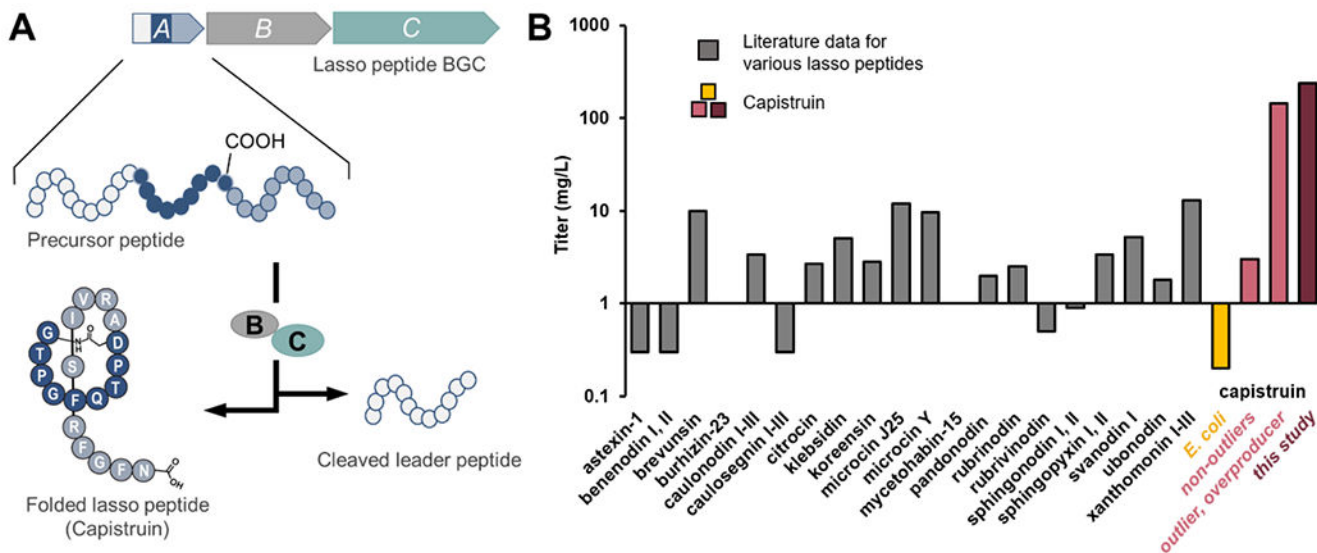 A
A
B
C
Lasso peptide BGC
COOH
Precursor peptide
B
C
V
R
I
A
G
O
N
H
D
T
S
P
P
T
G
F
Q
R
F
G
F
N
O
OH
Cleaved leader peptide
Folded lasso peptide
(Capistruin)
B
1000
100
10
1
0.1
Titer (mg/L)
Literature data for
various lasso peptides
Capistruin
astexin-1
benenodin I, II
brevunsin
burhizin-23
caulonodin I-III
caulosegnin I-III
citrocin
klebsidin
koreensin
microcin J25
microcin Y
mycetohabin-15
pandonodin
rubrinodin
rubrivinodin
sphingonodin I, II
sphingopyxin I, II
svanodin I
ubonodin
xanthomonin I-III
capistruin
E. coli
non-outliers
outlier, overproducer
this study